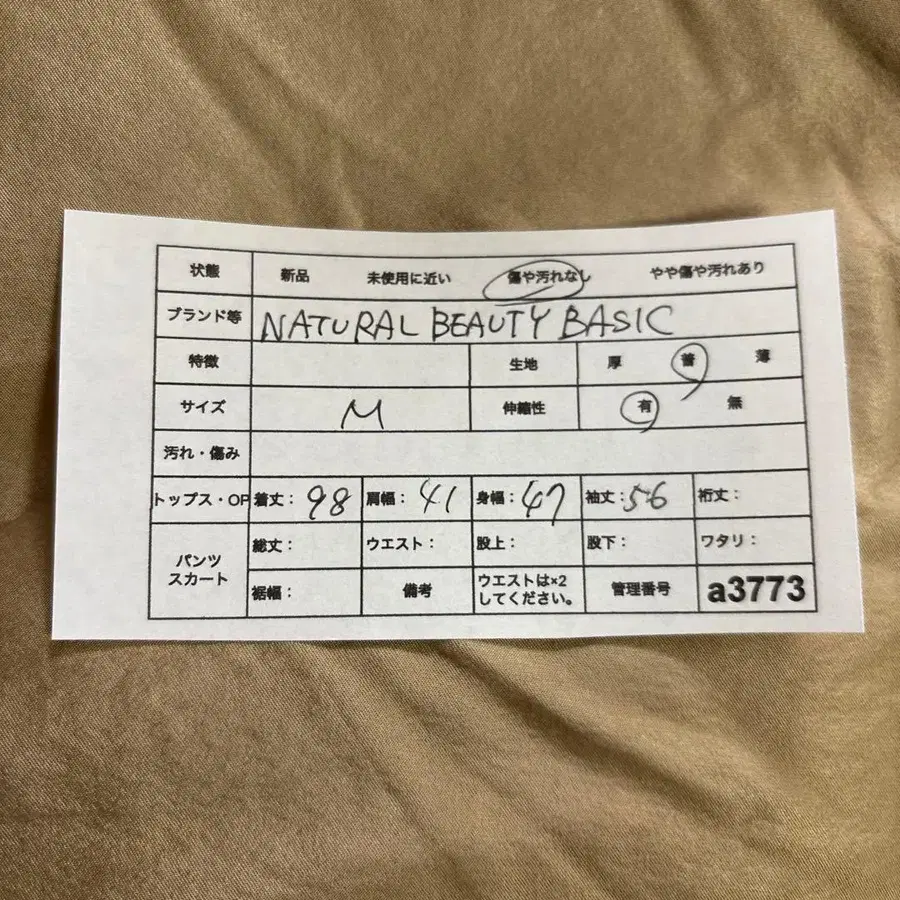 状態 新品 未使用に近い 傷や汚れなし やや傷や汚れあり
ブランド等 NATURAL BEAUTY BASIC
特徴 生地 厚 普 薄
サイズ M 伸縮性 有 無
汚れ・傷み
トップス・OP 着丈: 98 肩幅: 41 身幅: 47 袖丈: 56 裄丈:
パンツ スカート 総丈: ウエスト: 股上: 股下: ワタリ:
裾幅: 備考 ウエストは×2 してください。 管理番号 a3773